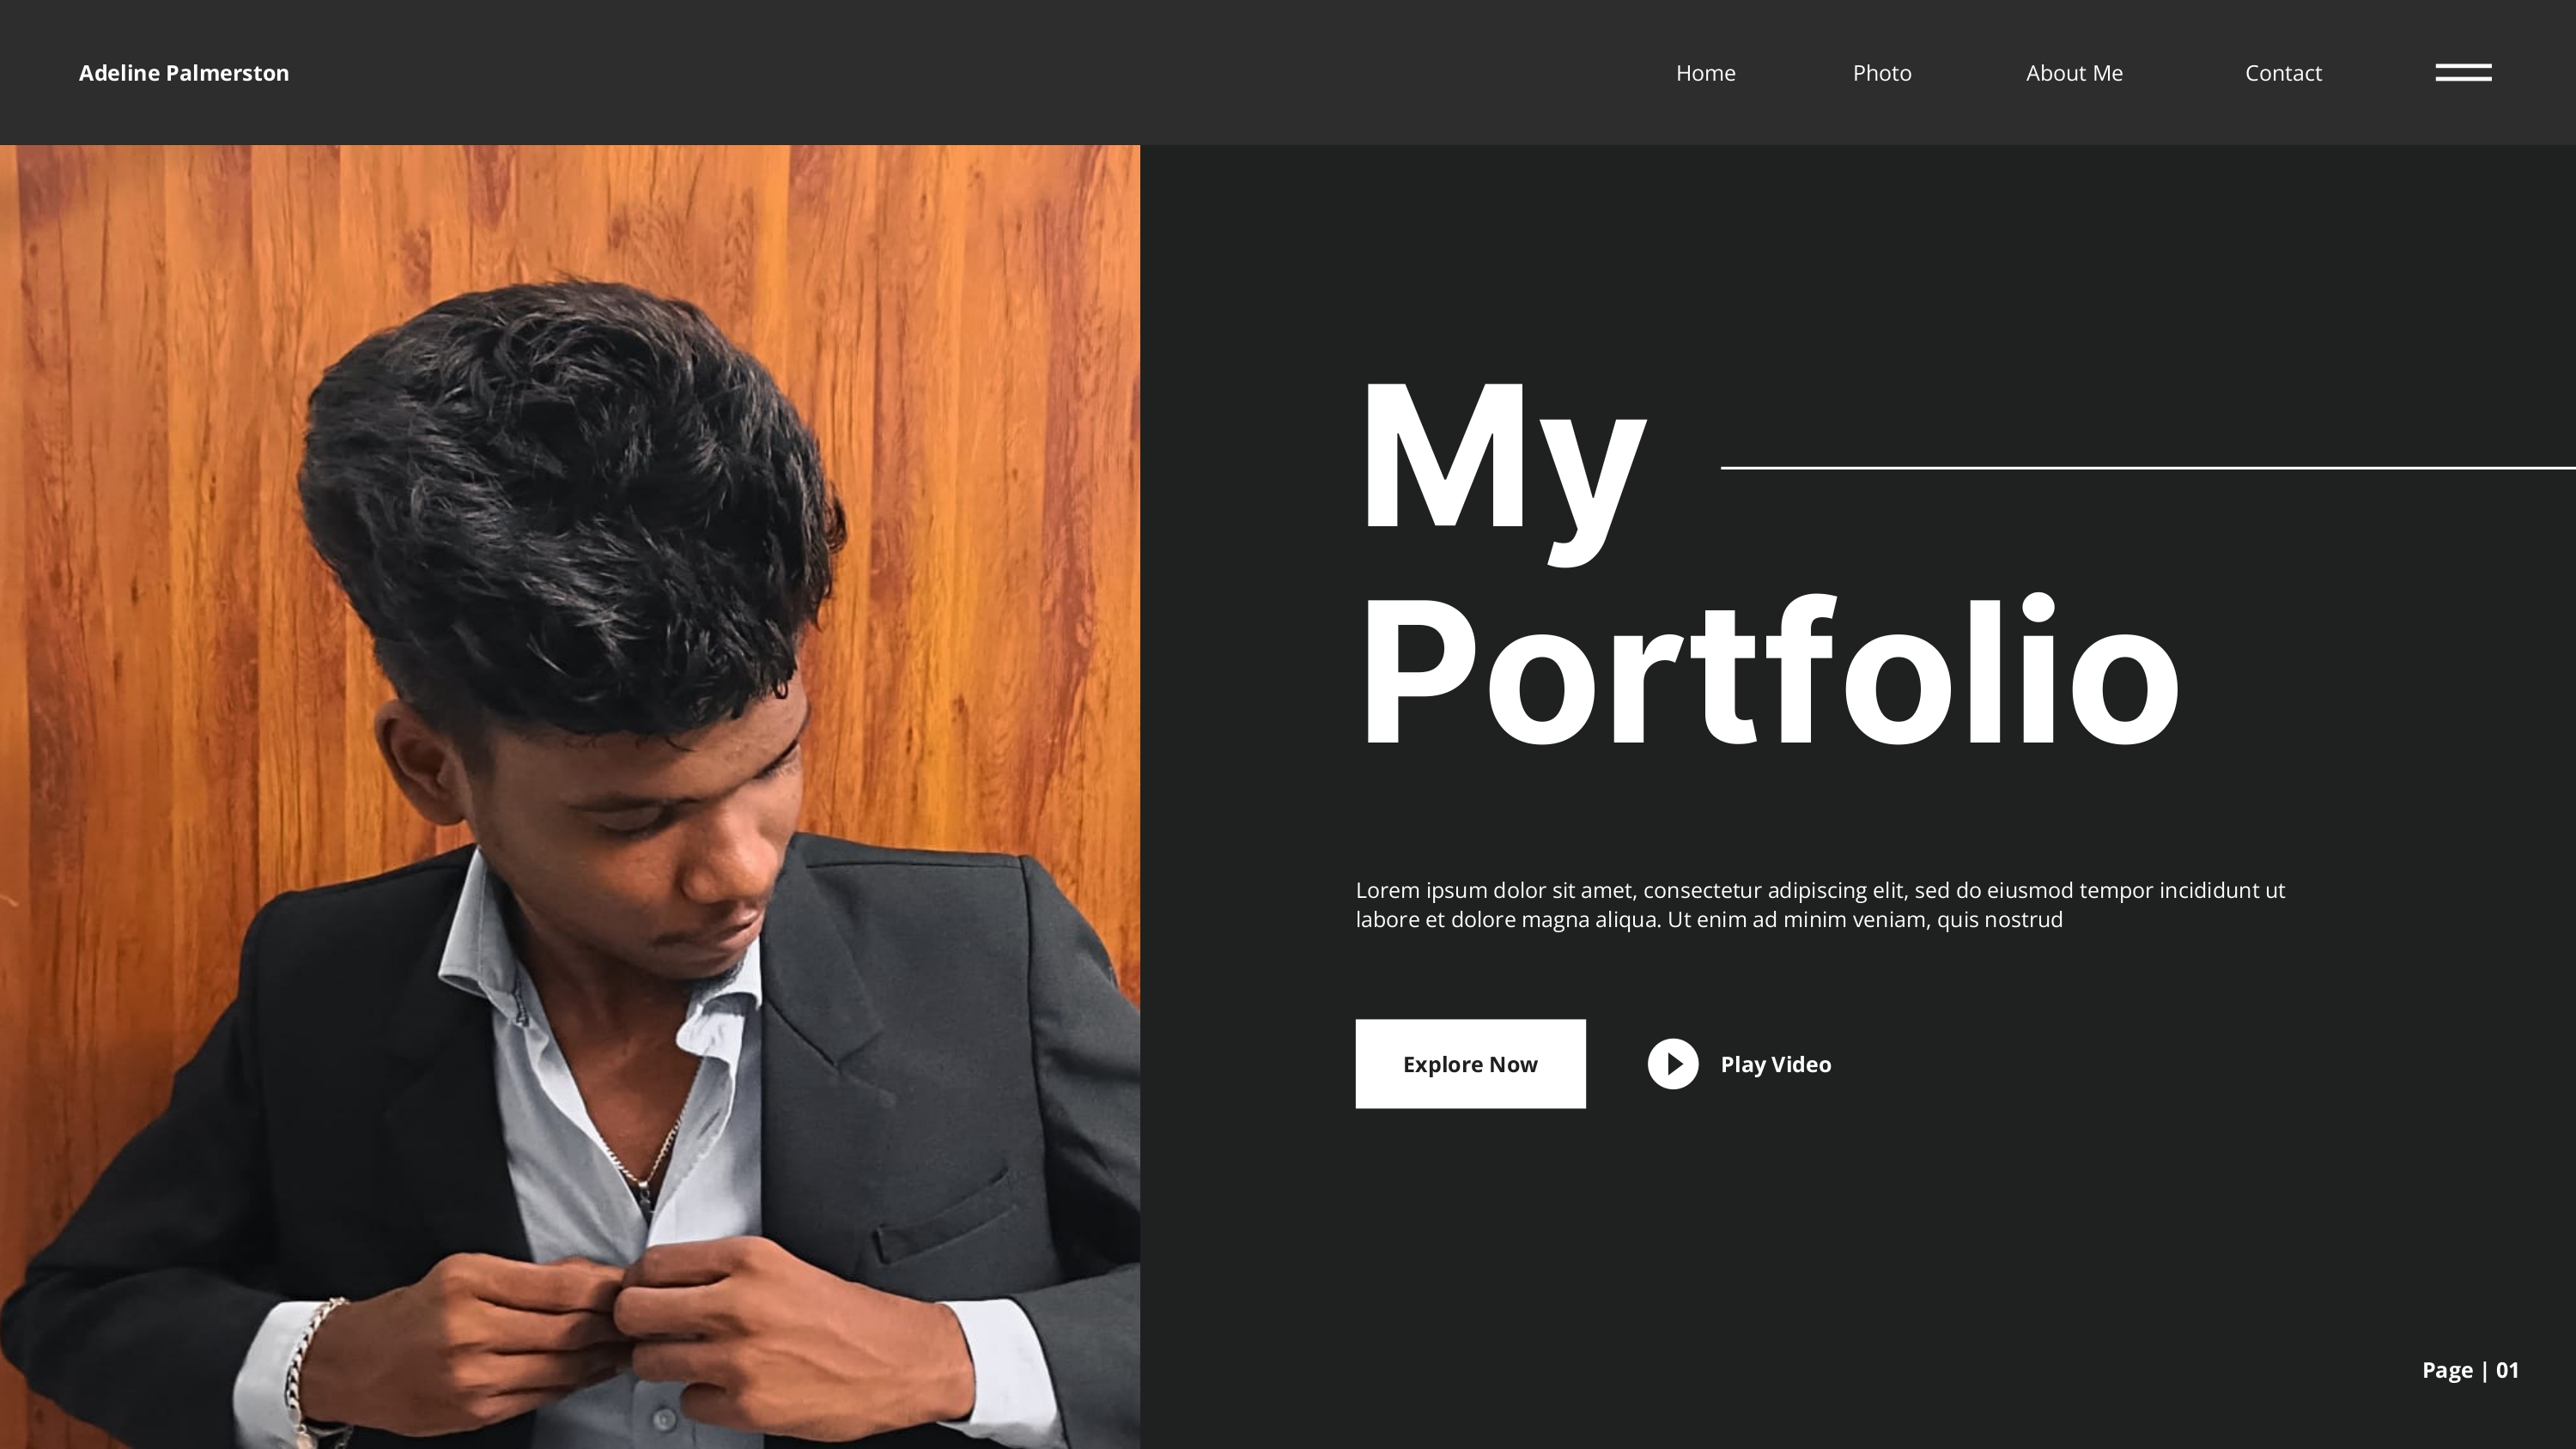 Adeline Palmerston
Home
Photo
About Me
Contact
My
Portfolio
Lorem ipsum dolor sit amet, consectetur adipiscing elit, sed do eiusmod tempor incididunt ut
labore et dolore magna aliqua. Ut enim ad minim veniam, quis nostrud
Explore Now
Play Video
Page | 01